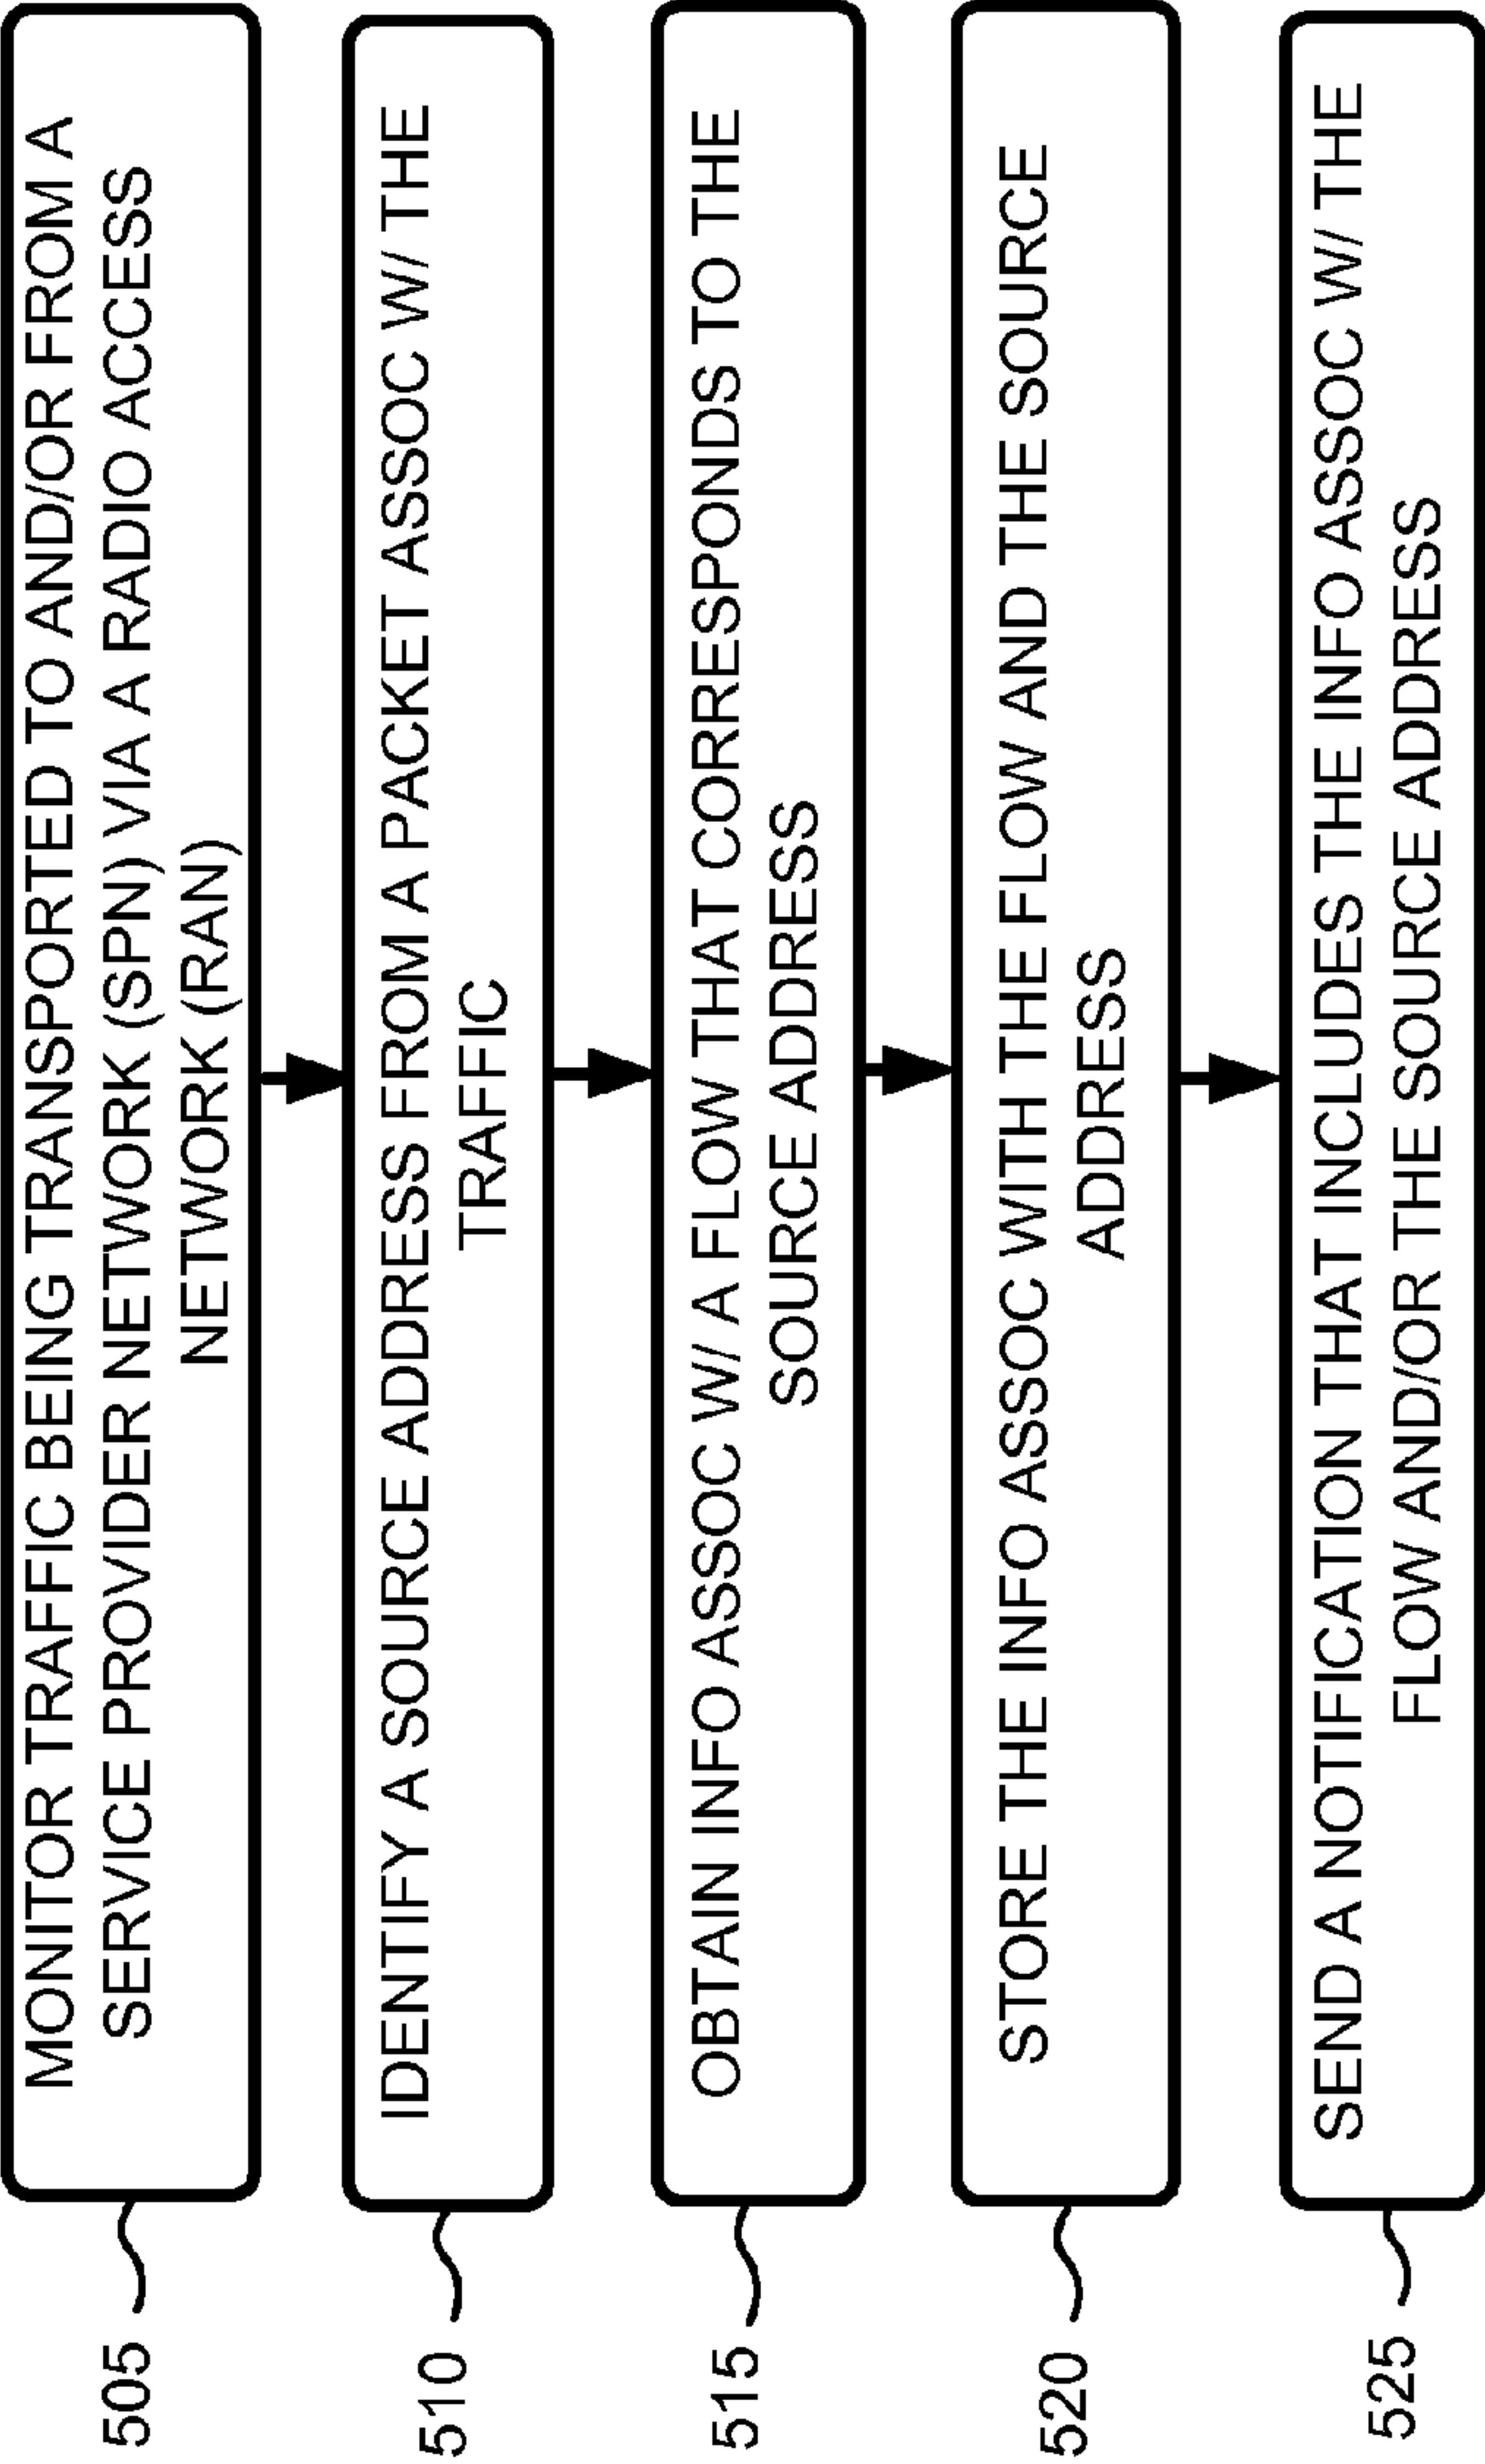 505
MONITOR TRAFFIC BEING TRANSPORTED TO AND/OR FROM A
SERVICE PROVIDER NETWORK (SPN) VIA A RADIO ACCESS
NETWORK (RAN)
510
IDENTIFY A SOURCE ADDRESS FROM A PACKET ASSOC W/ THE
TRAFFIC
515
OBTAIN INFO ASSOC W/ A FLOW THAT CORRESPONDS TO THE
SOURCE ADDRESS
520
STORE THE INFO ASSOC WITH THE FLOW AND THE SOURCE
ADDRESS
525
SEND A NOTIFICATION THAT INCLUDES THE INFO ASSOC W/ THE
FLOW AND/OR THE SOURCE ADDRESS